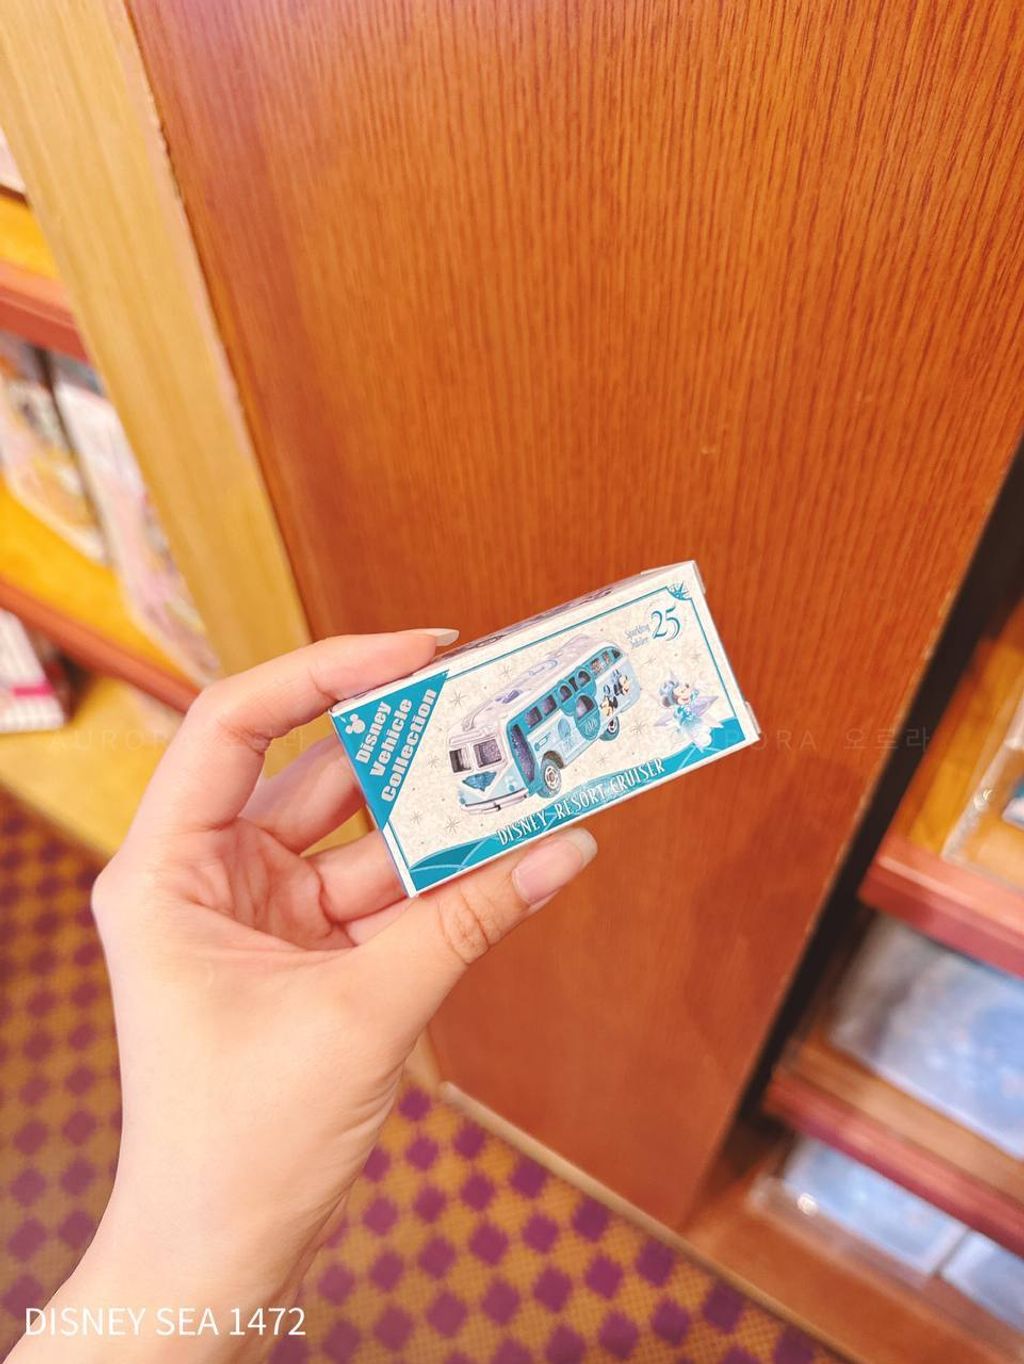 Sparkling
Jubilee
25
Disney
Vehicle
Collection
DISNEY RESORT CRUISER
AURORA 오로라
AURORA 오로라
DISNEY SEA 1472